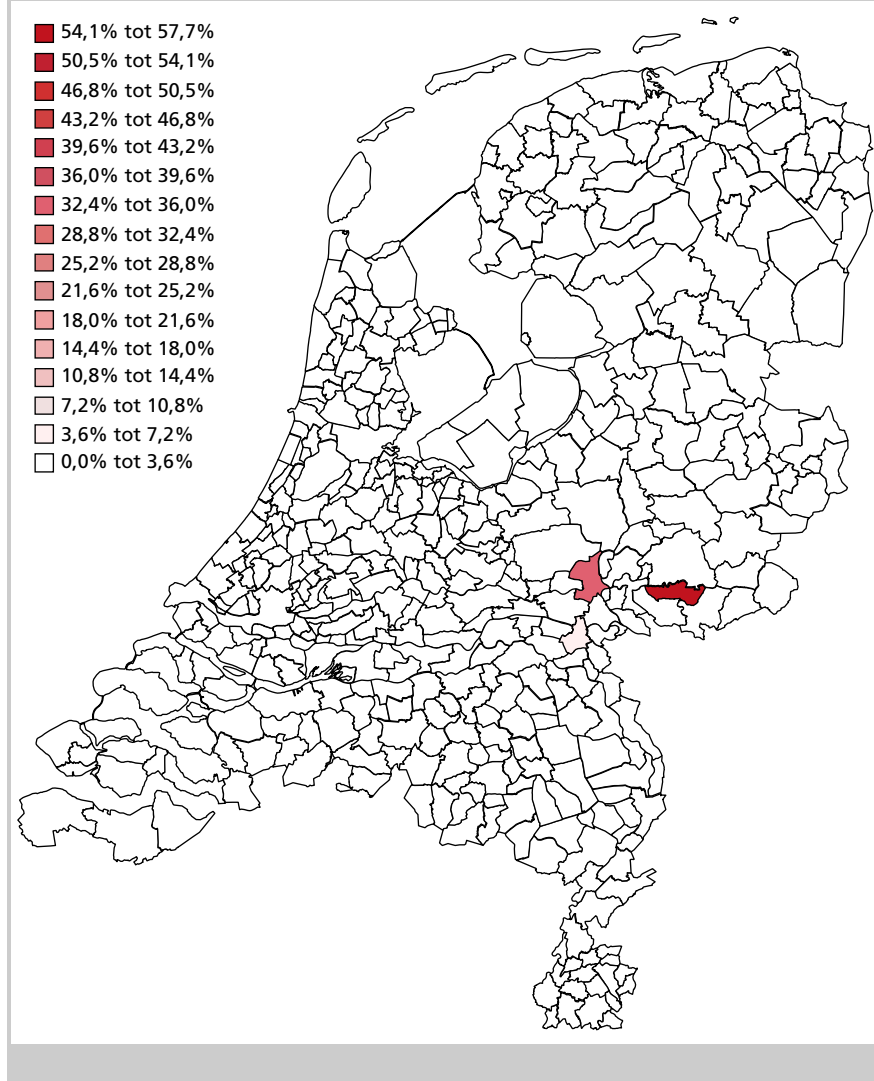 54,1% tot 57,7%
50,5% tot 54,1%
46,8% tot 50,5%
43,2% tot 46,8%
39,6% tot 43,2%
36,0% tot 39,6%
32,4% tot 36,0%
28,8% tot 32,4%
25,2% tot 28,8%
21,6% tot 25,2%
18,0% tot 21,6%
14,4% tot 18,0%
10,8% tot 14,4%
7,2% tot 10,8%
3,6% tot 7,2%
0,0% tot 3,6%